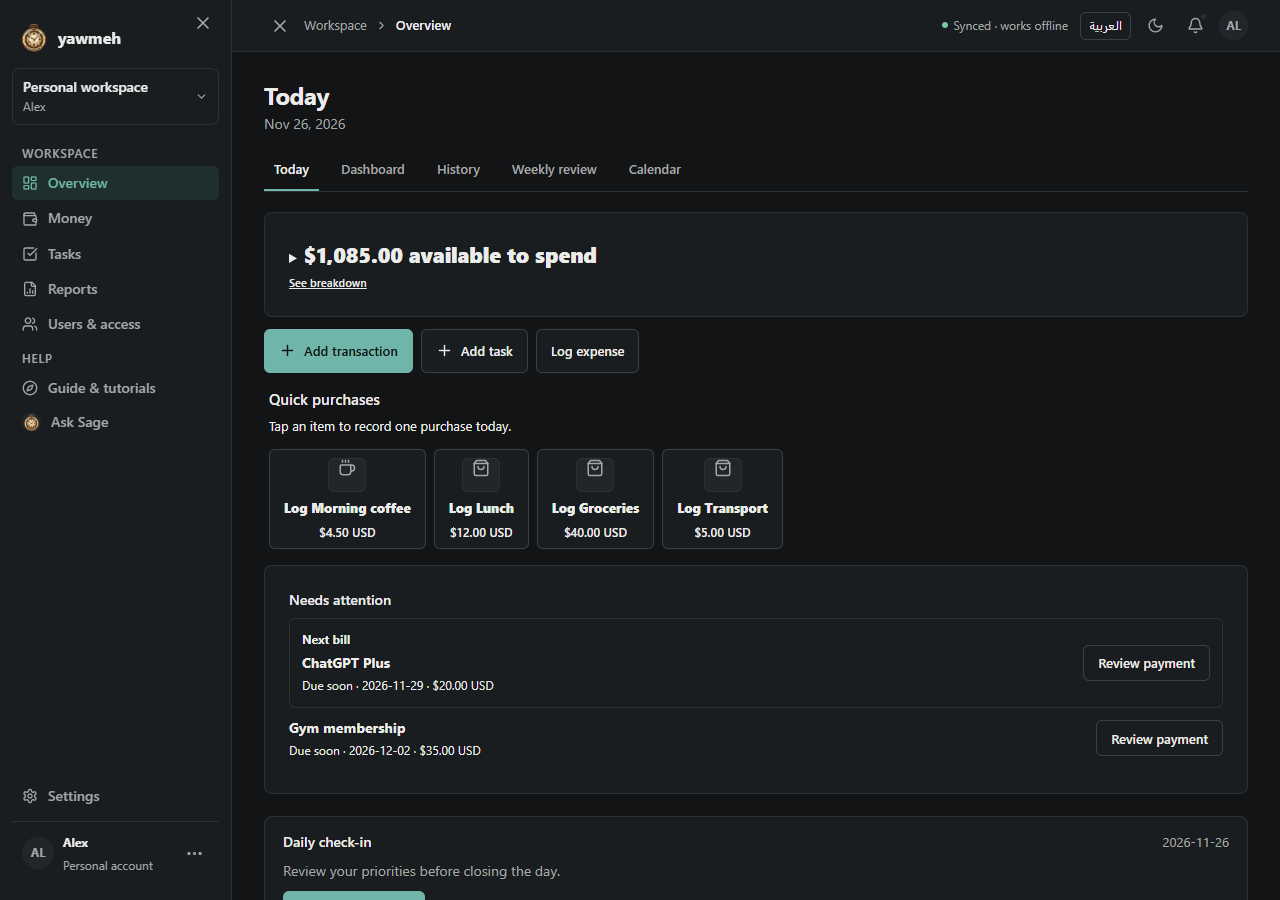 yawmeh
Personal workspace
Alex
WORKSPACE
Overview
Money
Tasks
Reports
Users & access
HELP
Guide & tutorials
Ask Sage
Settings
AL
Alex
Personal account
Workspace
Overview
Synced · works offline
العربية
AL
Today
Nov 26, 2026
Today
Dashboard
History
Weekly review
Calendar
$1,085.00 available to spend
See breakdown
Add transaction
Add task
Log expense
Quick purchases
Tap an item to record one purchase today.
Log Morning coffee
$4.50 USD
Log Lunch
$12.00 USD
Log Groceries
$40.00 USD
Log Transport
$5.00 USD
Needs attention
Next bill
ChatGPT Plus
Due soon · 2026-11-29 · $20.00 USD
Review payment
Gym membership
Due soon · 2026-12-02 · $35.00 USD
Review payment
Daily check-in
2026-11-26
Review your priorities before closing the day.